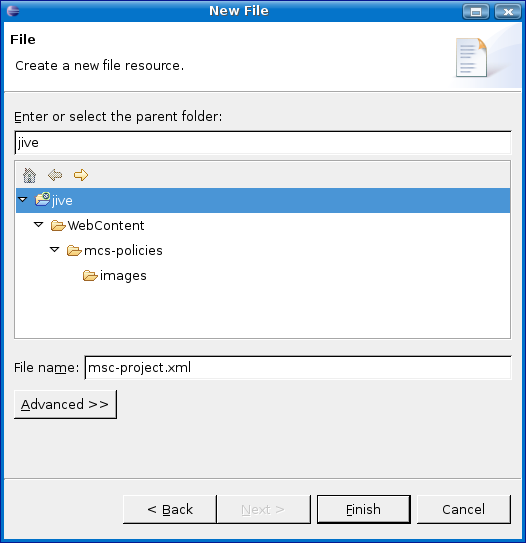 New File
File
Create a new file resource.
Enter or select the parent folder:
jive
jive
WebContent
mcs-policies
images
File name: msc-project.xml
Advanced >>
< Back Next > Finish Cancel